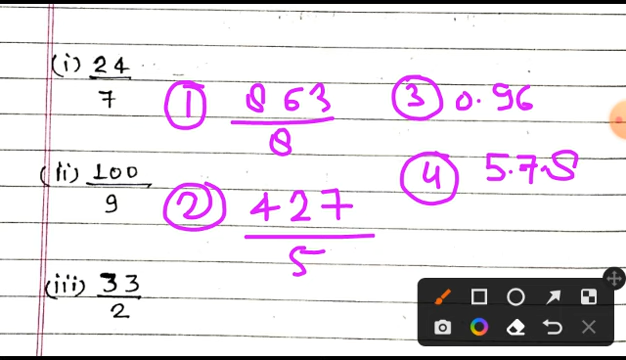 (i) 24/7
(ii) 100/9
(iii) 33/2
① 863/8
② 427/5
③ 0.96
④ 5.78